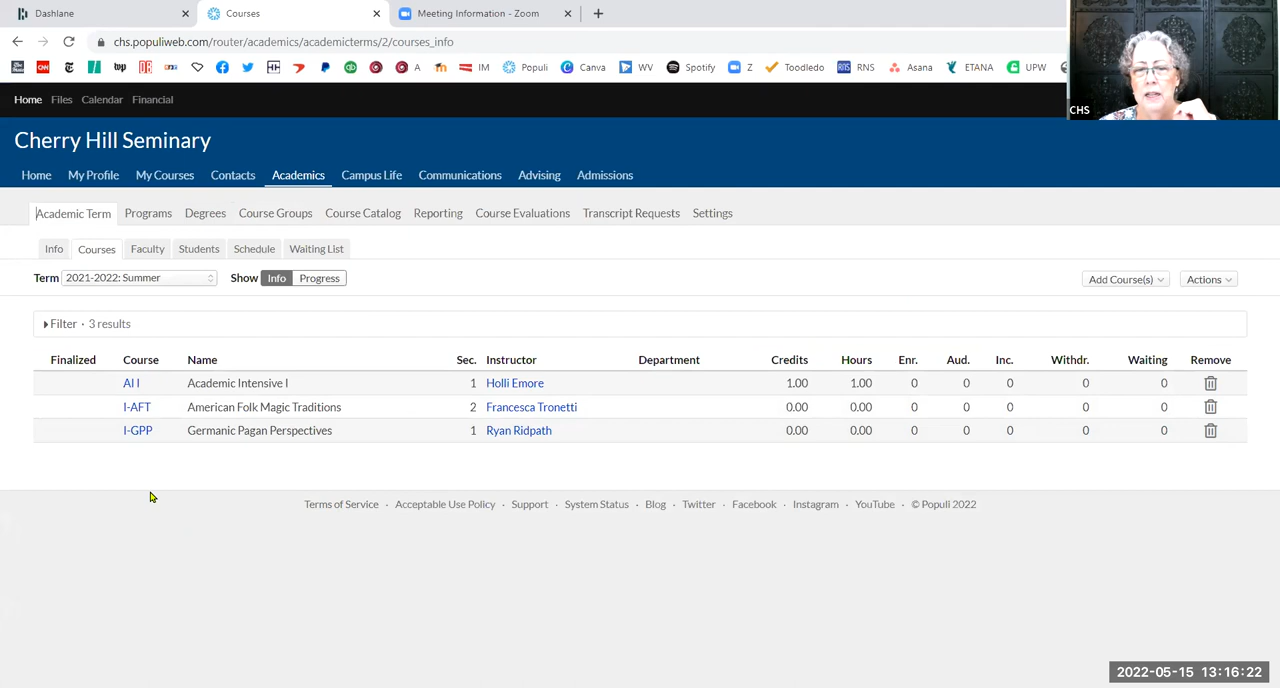 Dashlane
Courses
Meeting Information - Zoom
chs.populiweb.com/router/academics/academicterms/2/courses_info
CNN
wp
A
IM
Populi
Canva
WV
Spotify
Z
Toodledo
RNS
RNS
Asana
ETANA
UPW
CHS
Home Files Calendar Financial
Cherry Hill Seminary
Home My Profile My Courses Contacts Academics Campus Life Communications Advising Admissions
Academic Term Programs Degrees Course Groups Course Catalog Reporting Course Evaluations Transcript Requests Settings
Info Courses Faculty Students Schedule Waiting List
Term 2021-2022: Summer Show Info Progress Add Course(s) Actions
Filter · 3 results
Finalized Course Name Sec. Instructor Department Credits Hours Enr. Aud. Inc. Withdr. Waiting Remove
AI I Academic Intensive I 1 Holli Emore 1.00 1.00 0 0 0 0 0
I-AFT American Folk Magic Traditions 2 Francesca Tronetti 0.00 0.00 0 0 0 0 0
I-GPP Germanic Pagan Perspectives 1 Ryan Ridpath 0.00 0.00 0 0 0 0 0
Terms of Service · Acceptable Use Policy · Support · System Status · Blog · Twitter · Facebook · Instagram · YouTube · © Populi 2022
2022-05-15 13:16:22